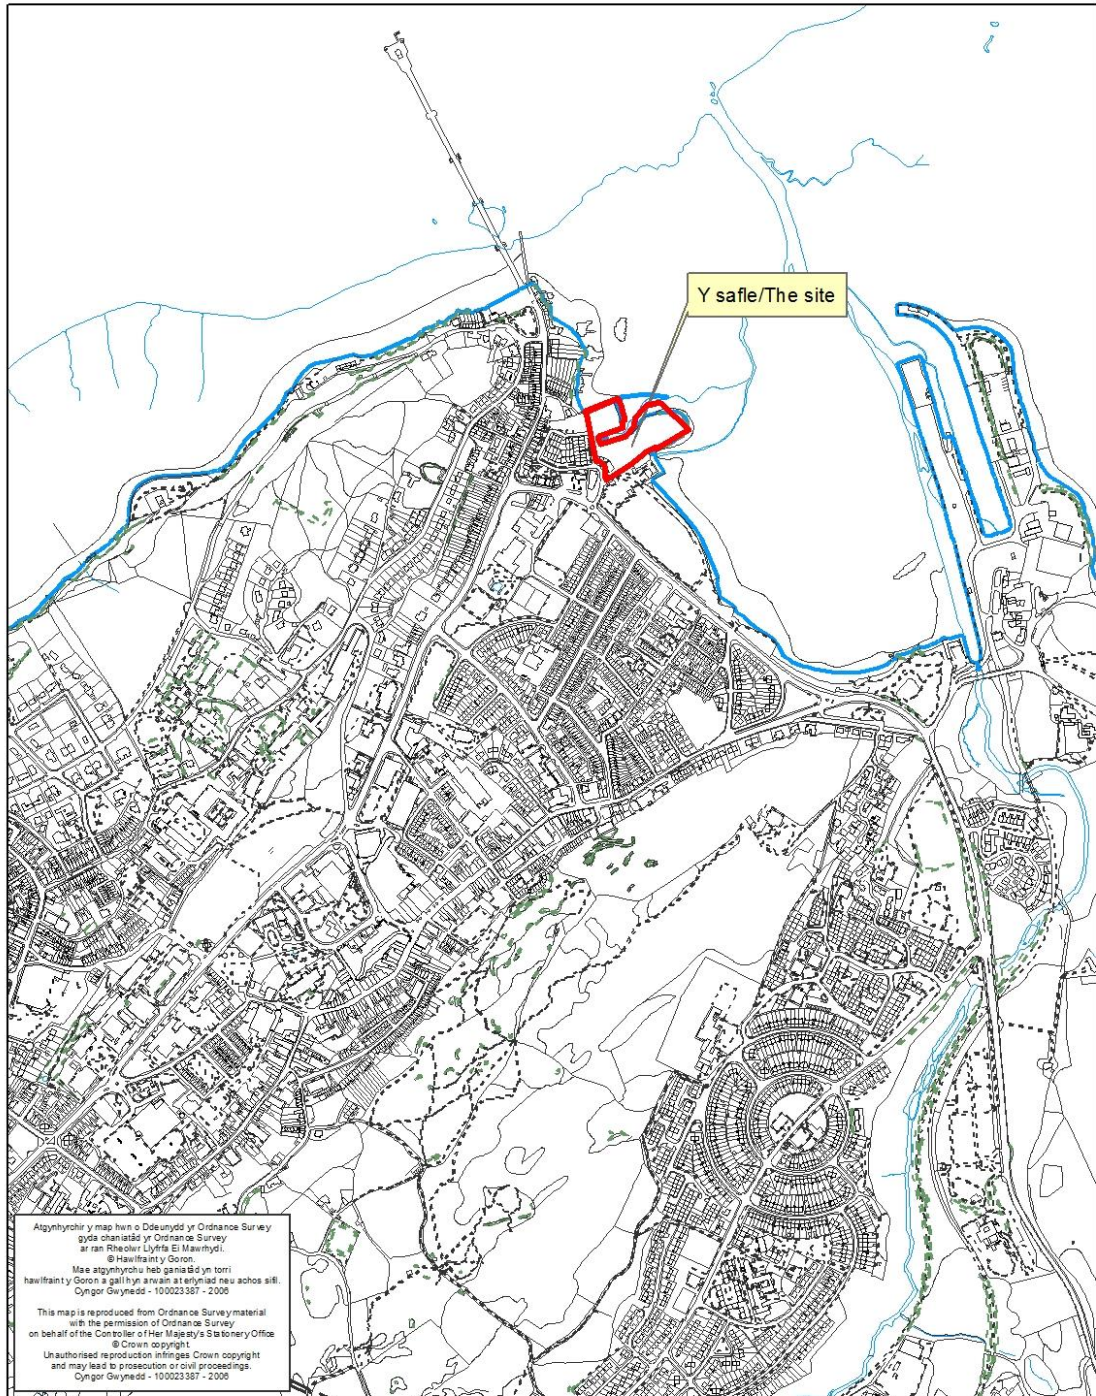 Y safle/The site
Atgynhyrchir y map hwn o Ddeunydd yr Ordnance Survey
gyda chaniatâd yr Ordnance Survey
ar ran Rheolwr Llyfrfa Ei Mawrhydi.
© Hawlfraint y Goron.
Mae atgynhyrchu heb ganiatâd yn torri
hawlfraint y Goron a gall hyn arwain at erlyniad neu achos sifil.
Cyngor Gwynedd - 100023387 - 2006
This map is reproduced from Ordnance Survey material
with the permission of Ordnance Survey
on behalf of the Controller of Her Majesty's Stationery Office
© Crown copyright.
Unauthorised reproduction infringes Crown copyright
and may lead to prosecution or civil proceedings.
Cyngor Gwynedd - 100023387 - 2006